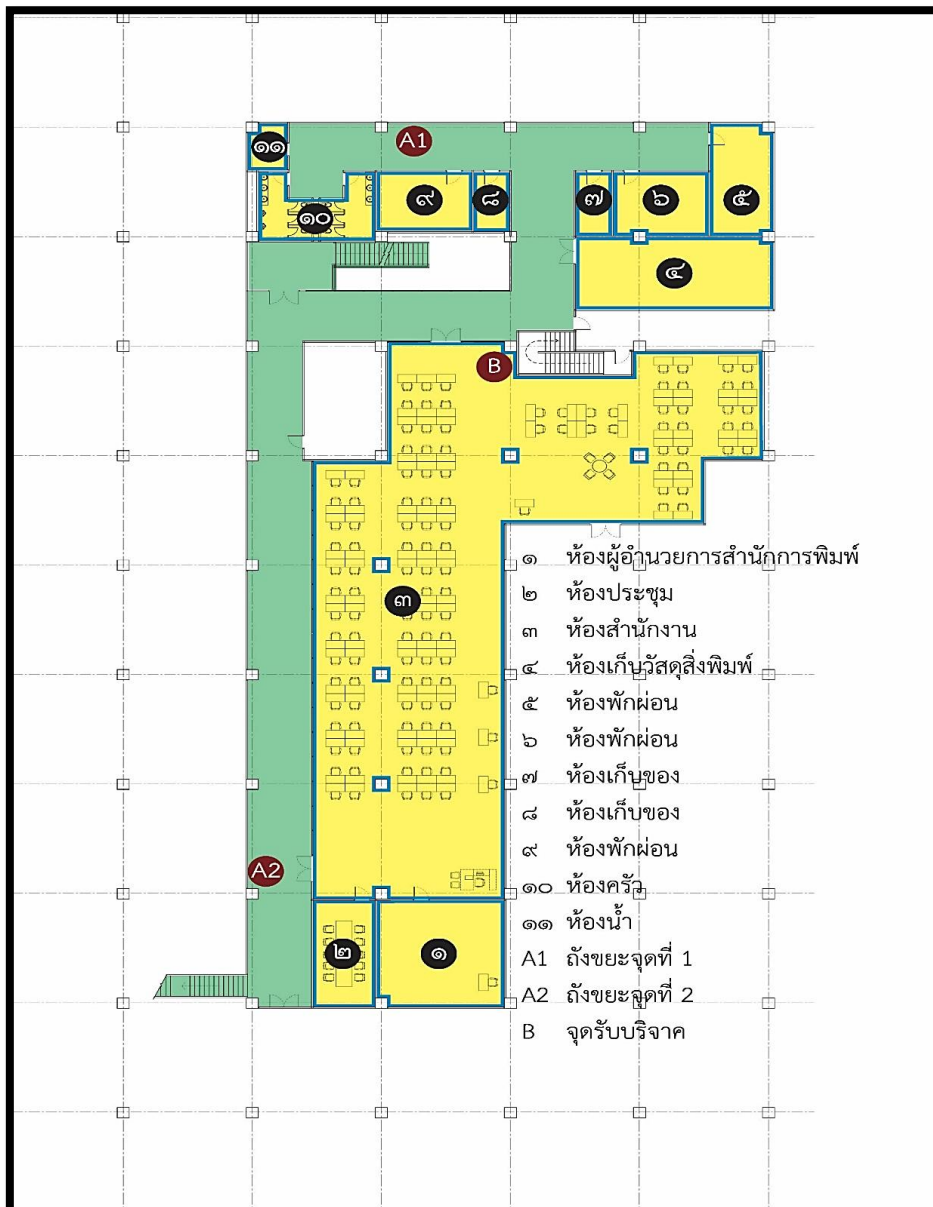 ๑๑
A1
๙
๘
๗
๖
๕
๑๐
๔
B
๓
A2
๒
๑
๑ ห้องผู้อำนวยการสำนักการพิมพ์
๒ ห้องประชุม
๓ ห้องสำนักงาน
๔ ห้องเก็บวัสดุสิ่งพิมพ์
๕ ห้องพักผ่อน
๖ ห้องพักผ่อน
๗ ห้องเก็บของ
๘ ห้องเก็บของ
๙ ห้องพักผ่อน
๑๐ ห้องครัว
๑๑ ห้องน้ำ
A1 ถังขยะจุดที่ 1
A2 ถังขยะจุดที่ 2
B จุดรับบริจาค